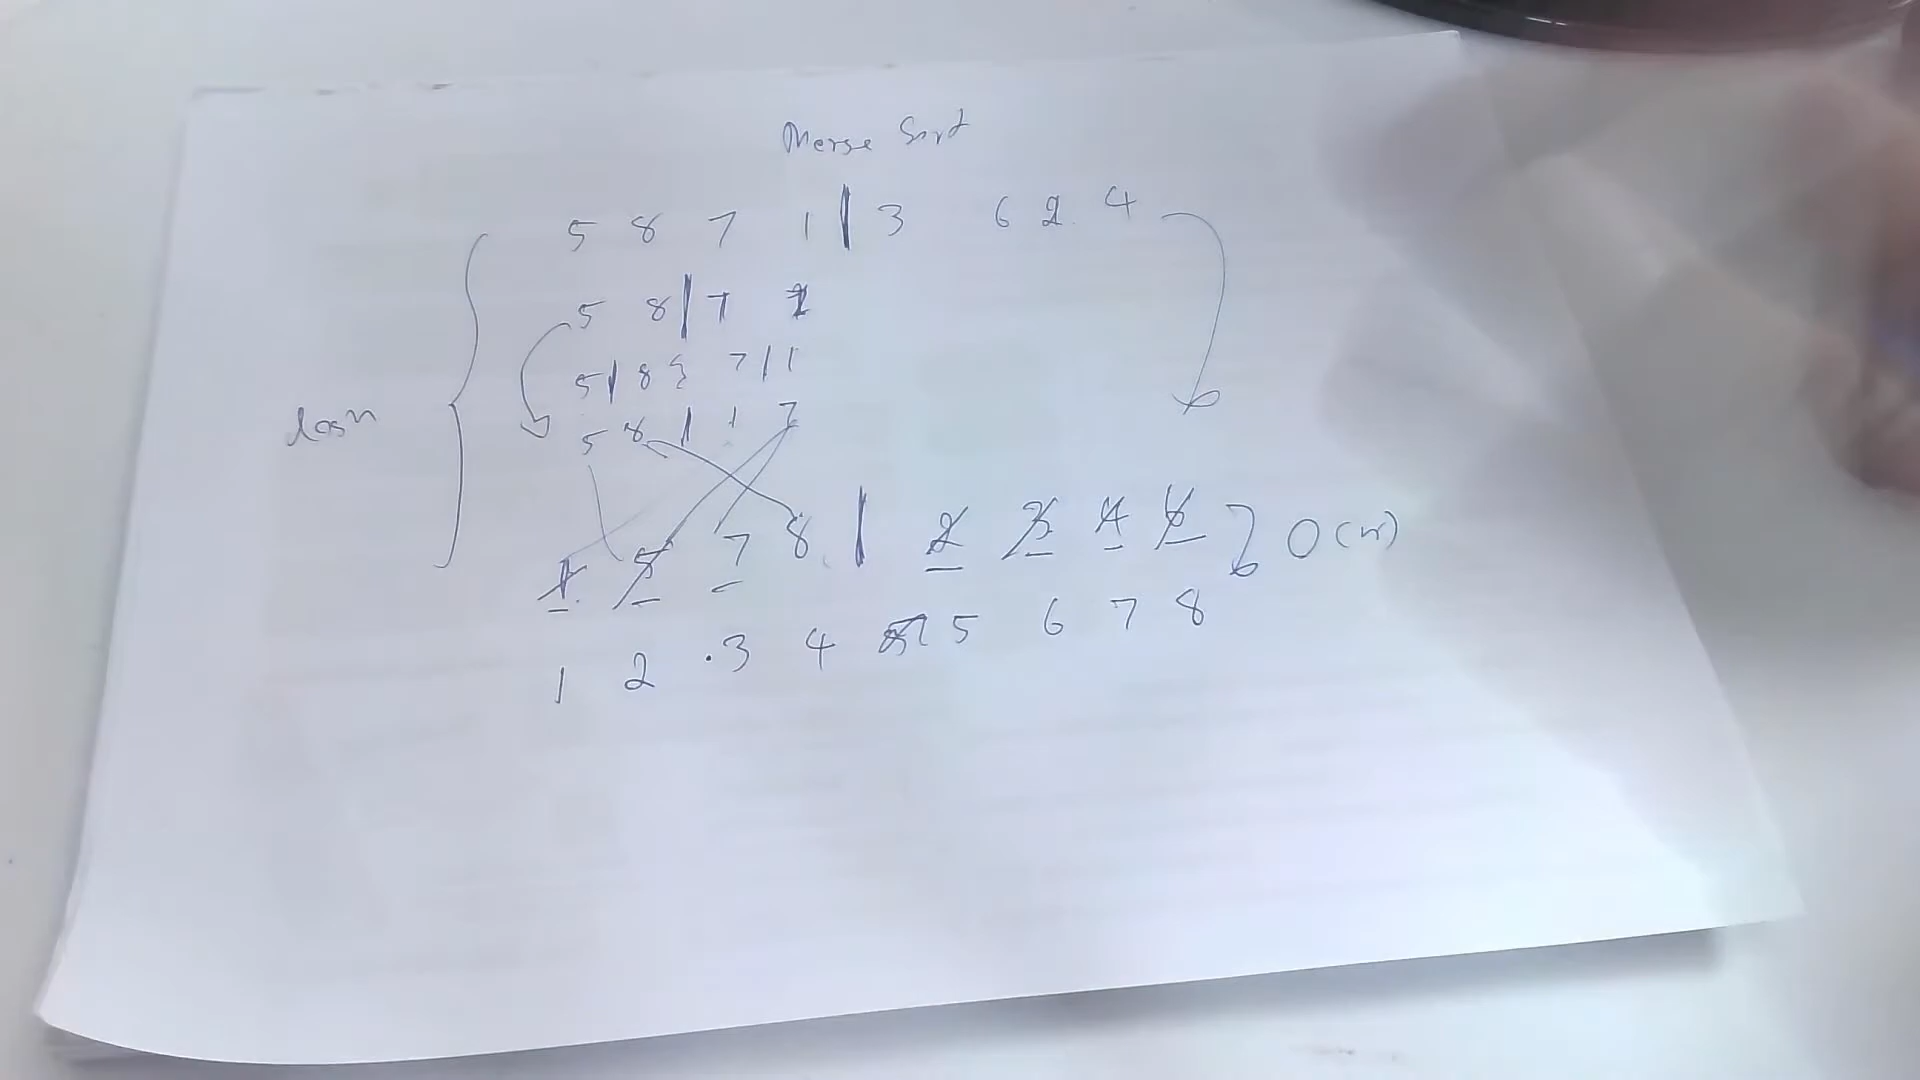 Merge Sort
5 8 7 1 | 3 6 2 4
5 8 | 7 1
5 | 8 } 7 | 1
log n
5 8 | 1 7
1 5 7 8 | 2 3 4 6 } O(n)
1 2 . 3 4 5 6 7 8